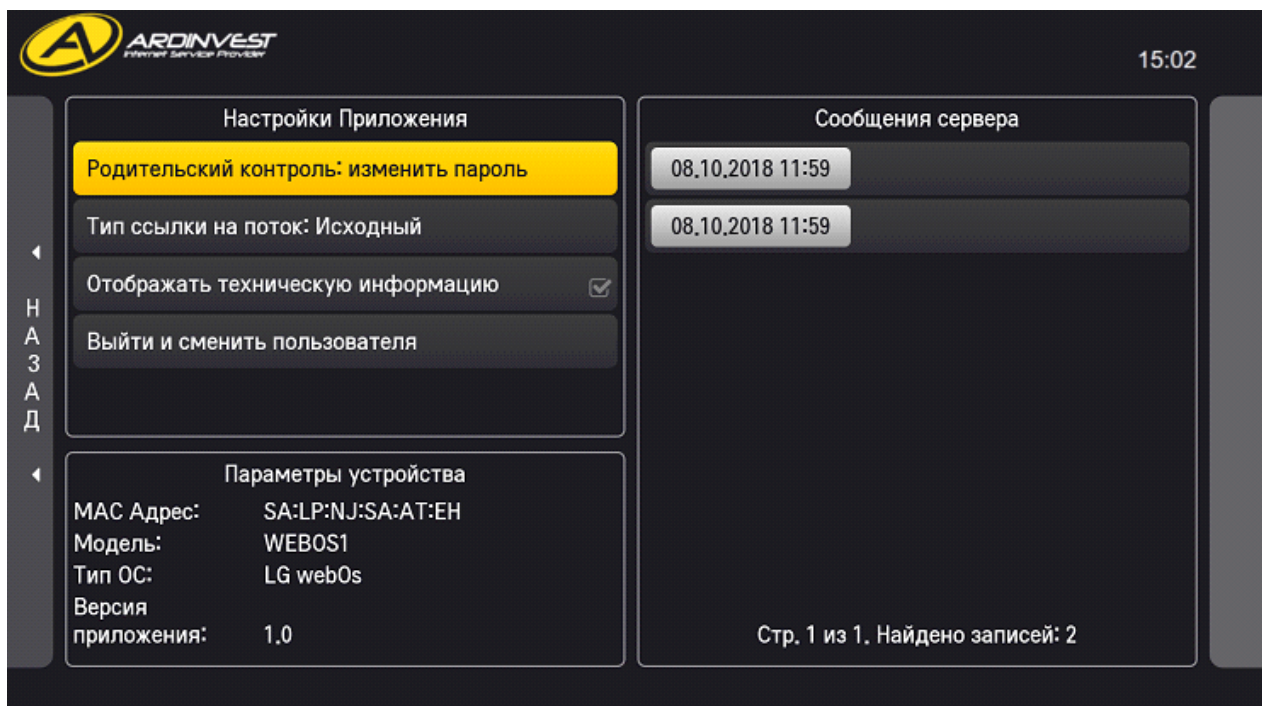 ARDINVEST
Internet Service Provider
15:02
Настройки Приложения
Родительский контроль: изменить пароль
Тип ссылки на поток: Исходный
Отображать техническую информацию
Выйти и сменить пользователя
НАЗАД
Параметры устройства
MAC Адрес: SA:LP:NJ:SA:AT:EH
Модель: WEBOS1
Тип ОС: LG webOs
Версия
приложения: 1.0
Сообщения сервера
08.10.2018 11:59
08.10.2018 11:59
Стр. 1 из 1. Найдено записей: 2